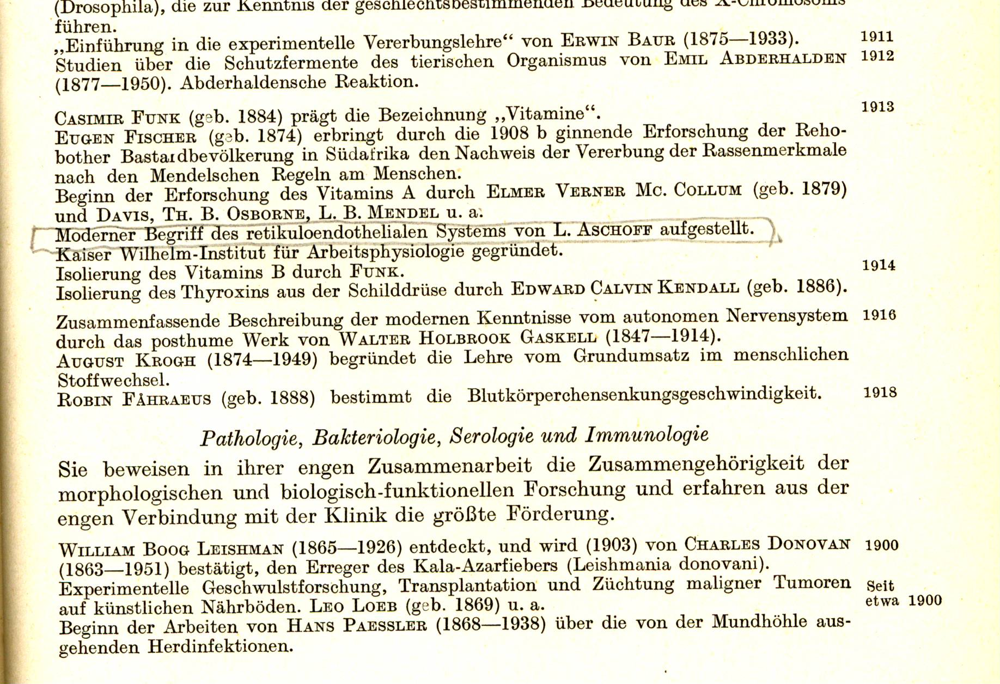 (Drosophila), die zur Kenntnis der geschlechtsbestimmenden Bedeutung des X-Chromosoms
führen.
„Einführung in die experimentelle Vererbungslehre“ von ERWIN BAUR (1875—1933). 1911
Studien über die Schutzfermente des tierischen Organismus von EMIL ABDERHALDEN 1912
(1877—1950). Abderhaldensche Reaktion.
CASIMIR FUNK (geb. 1884) prägt die Bezeichnung „Vitamine“. 1913
EUGEN FISCHER (geb. 1874) erbringt durch die 1908 b ginnende Erforschung der Reho-
bother Bastardbevölkerung in Südafrika den Nachweis der Vererbung der Rassenmerkmale
nach den Mendelschen Regeln am Menschen.
Beginn der Erforschung des Vitamins A durch ELMER VERNER MC. COLLUM (geb. 1879)
und DAVIS, TH. B. OSBORNE, L. B. MENDEL u. a.
Moderner Begriff des retikuloendothelialen Systems von L. ASCHOFF aufgestellt.
Kaiser Wilhelm-Institut für Arbeitsphysiologie gegründet.
Isolierung des Vitamins B durch FUNK. 1914
Isolierung des Thyroxins aus der Schilddrüse durch EDWARD CALVIN KENDALL (geb. 1886).
Zusammenfassende Beschreibung der modernen Kenntnisse vom autonomen Nervensystem 1916
durch das posthume Werk von WALTER HOLBROOK GASKELL (1847—1914).
AUGUST KROGH (1874—1949) begründet die Lehre vom Grundumsatz im menschlichen
Stoffwechsel.
ROBIN FÅHRAEUS (geb. 1888) bestimmt die Blutkörperchensenkungsgeschwindigkeit. 1918
Pathologie, Bakteriologie, Serologie und Immunologie
Sie beweisen in ihrer engen Zusammenarbeit die Zusammengehörigkeit der
morphologischen und biologisch-funktionellen Forschung und erfahren aus der
engen Verbindung mit der Klinik die größte Förderung.
WILLIAM BOOG LEISHMAN (1865—1926) entdeckt, und wird (1903) von CHARLES DONOVAN 1900
(1863—1951) bestätigt, den Erreger des Kala-Azarfiebers (Leishmania donovani).
Experimentelle Geschwulstforschung, Transplantation und Züchtung maligner Tumoren Seit
auf künstlichen Nährböden. LEO LOEB (geb. 1869) u. a. etwa 1900
Beginn der Arbeiten von HANS PAESSLER (1868—1938) über die von der Mundhöhle aus-
gehenden Herdinfektionen.